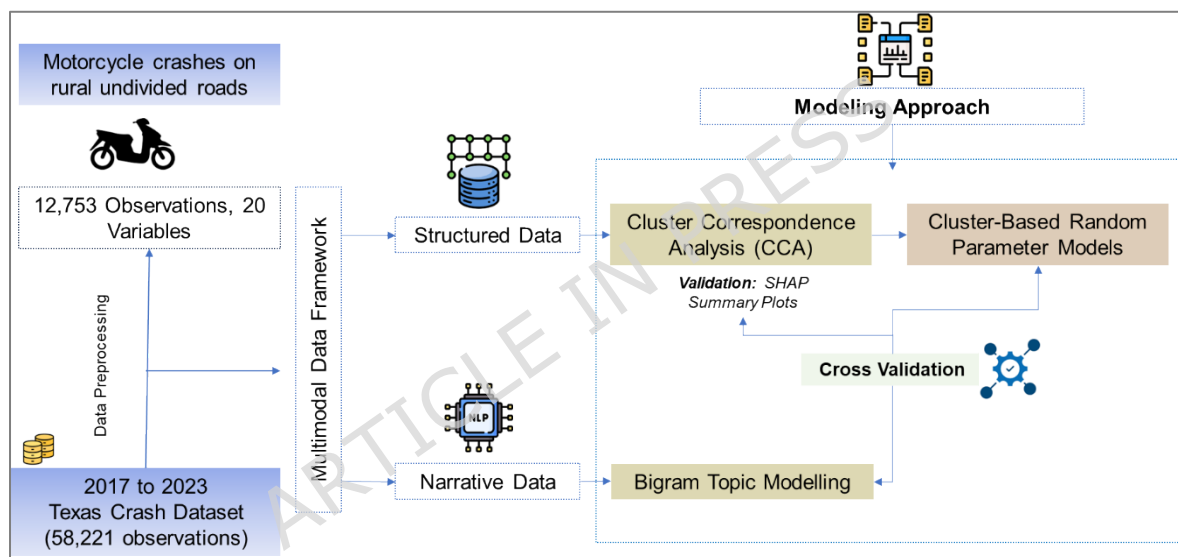 Motorcycle crashes on
rural undivided roads
12,753 Observations, 20
Variables
Data Preprocessing
2017 to 2023
Texas Crash Dataset
(58,221 observations)
Multimodal Data Framework
Structured Data
NLP
Narrative Data
Modeling Approach
Cluster Correspondence
Analysis (CCA)
Validation: SHAP
Summary Plots
Cluster-Based Random
Parameter Models
Cross Validation
Bigram Topic Modelling
ARTICLE IN PRESS